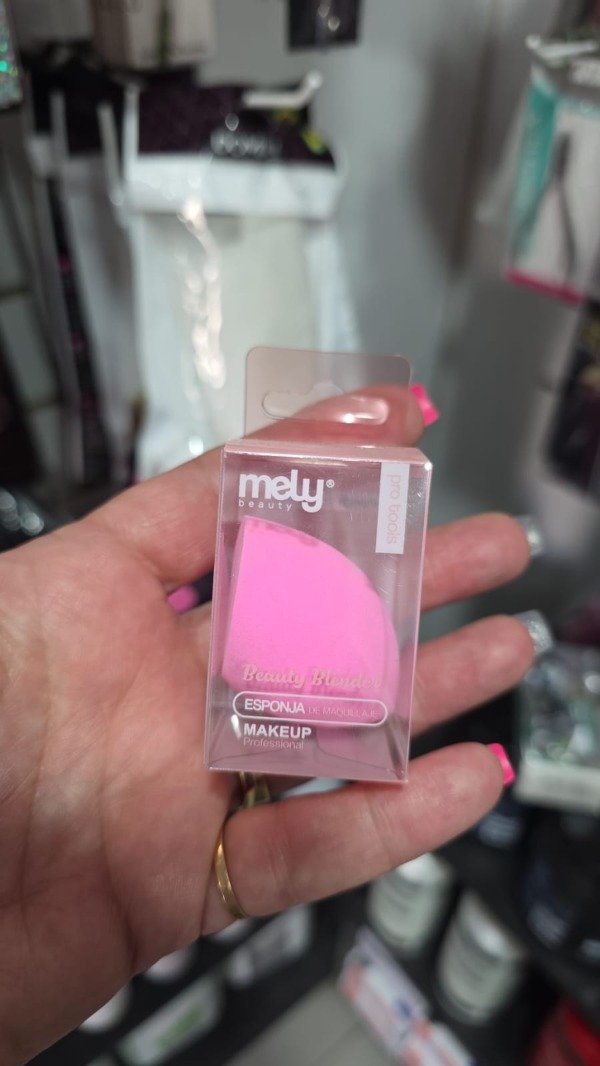 mely®
beauty
pro tools
Beauty Blender
ESPONJA DE MAQUILLAJE
MAKEUP
Professional